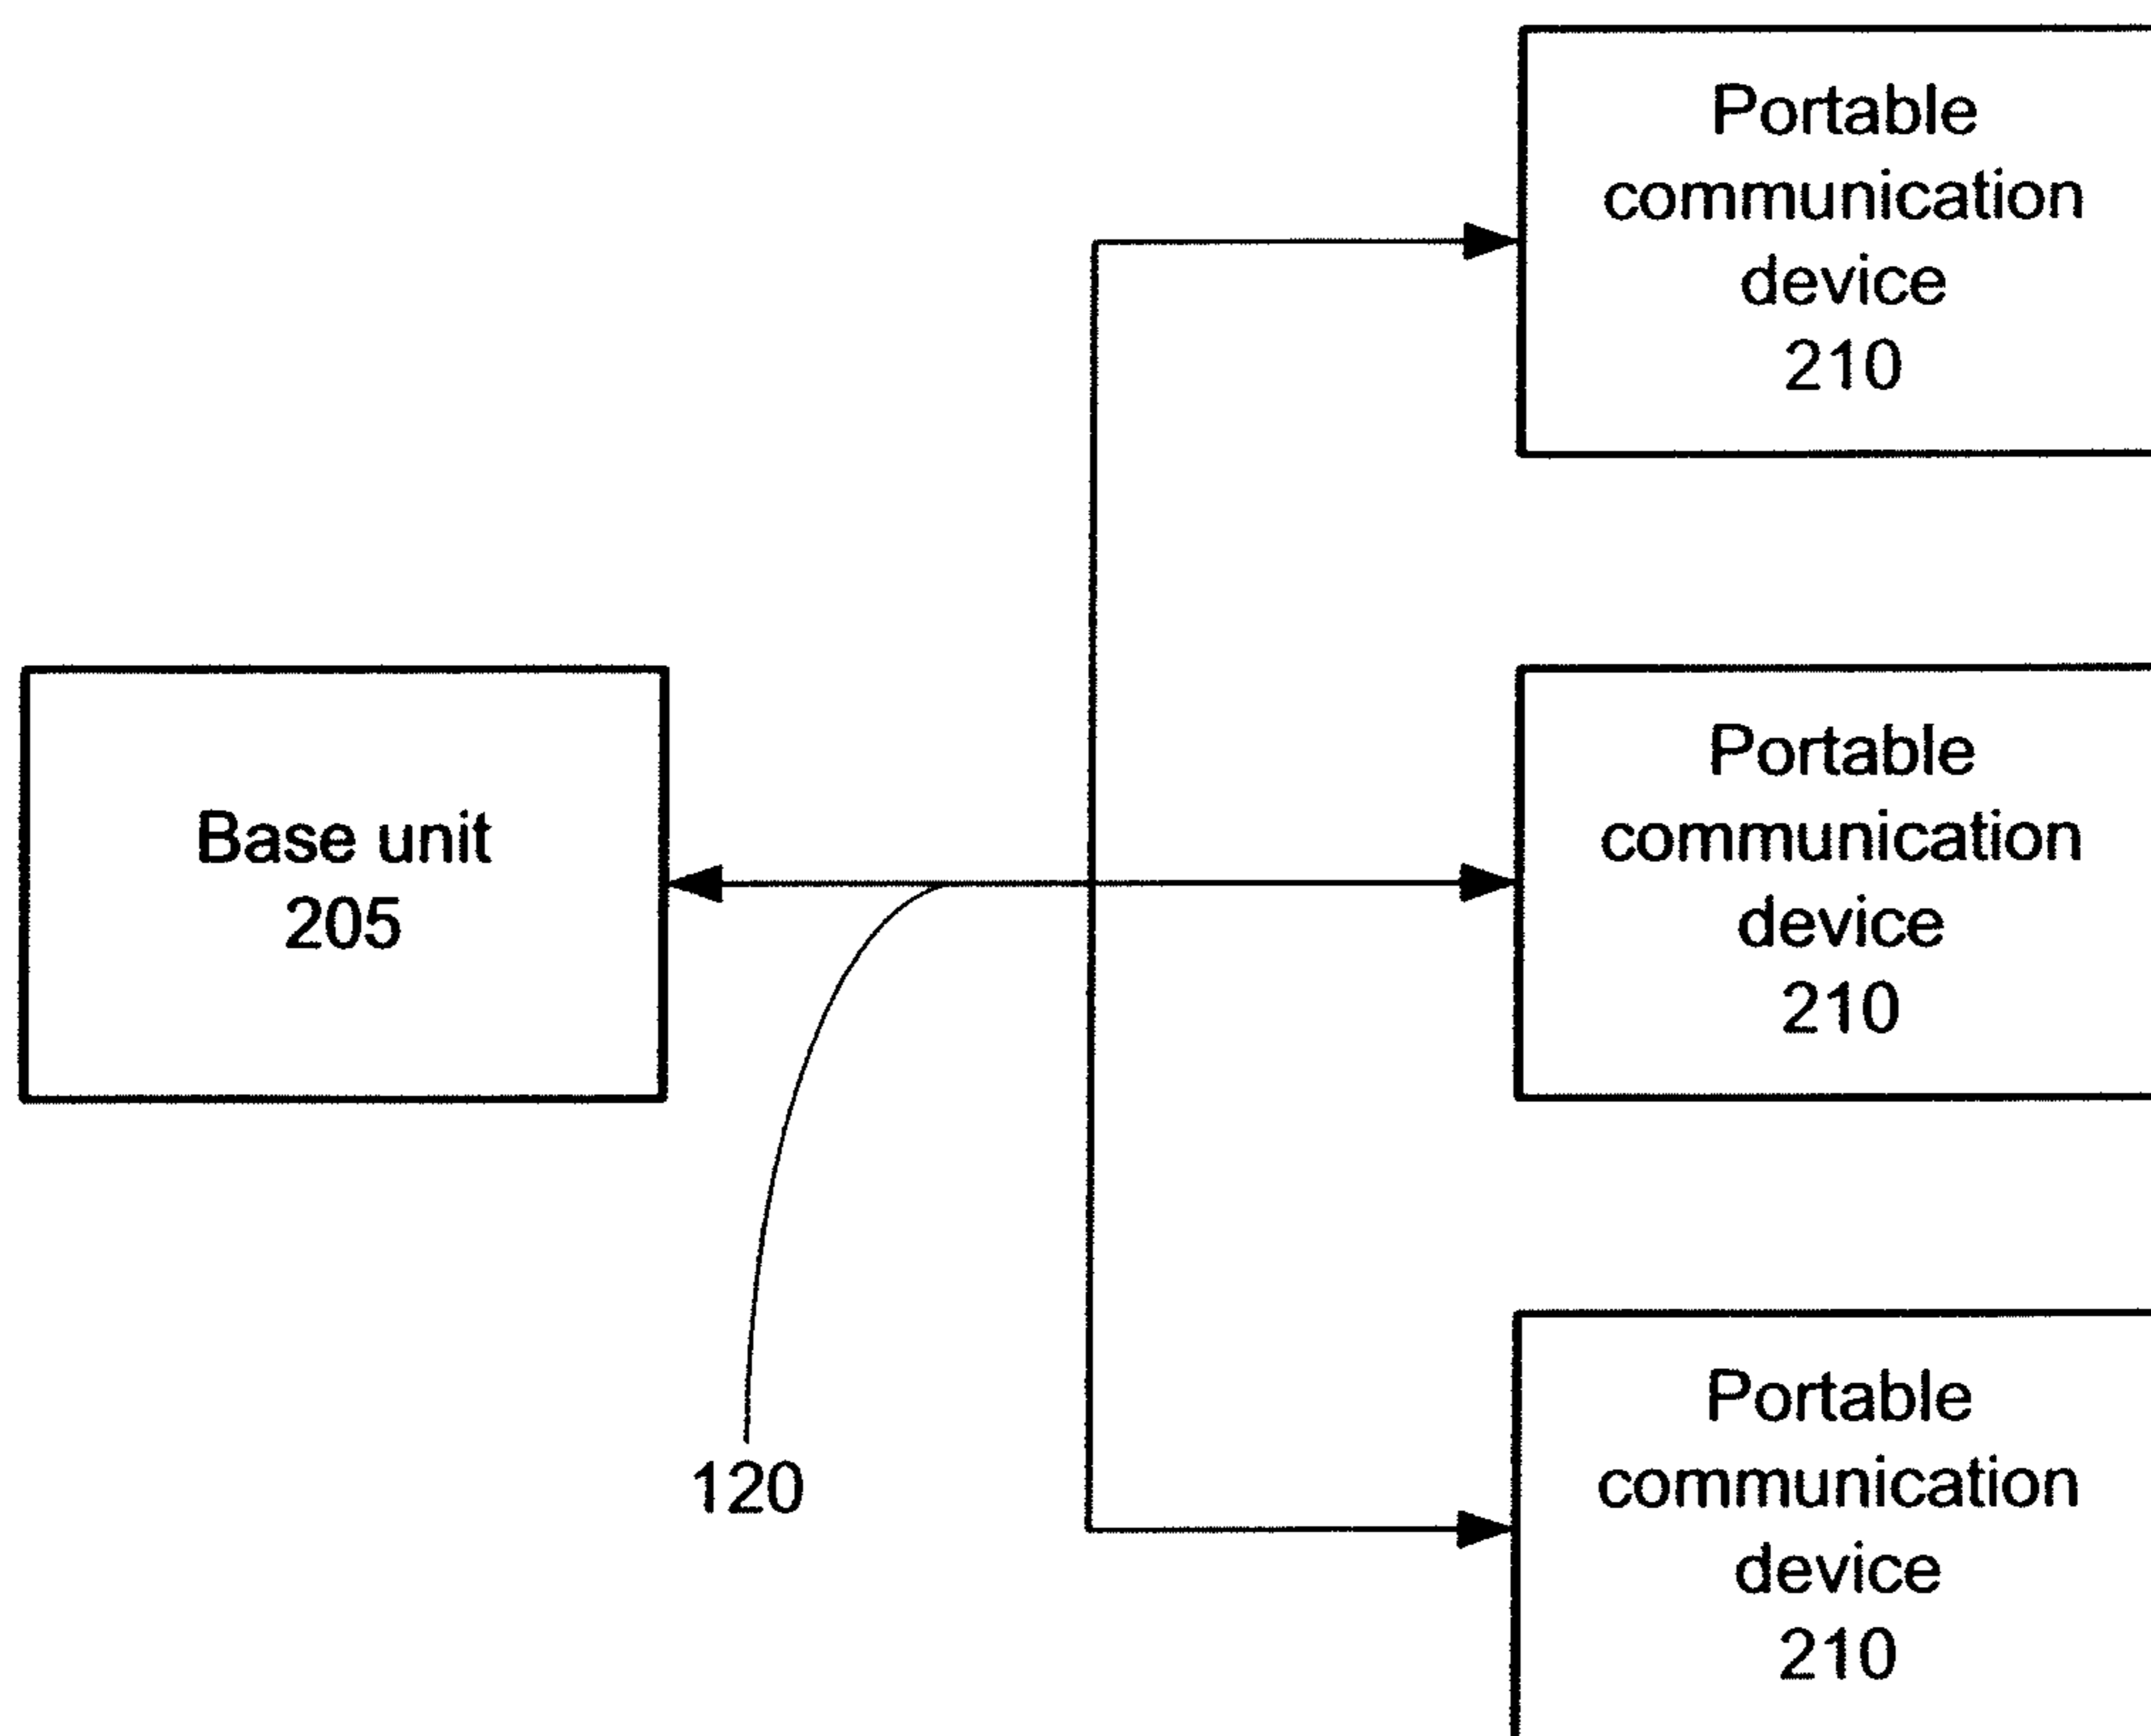 Portable
communication
device
210
Base unit
205
Portable
communication
device
210
120
Portable
communication
device
210